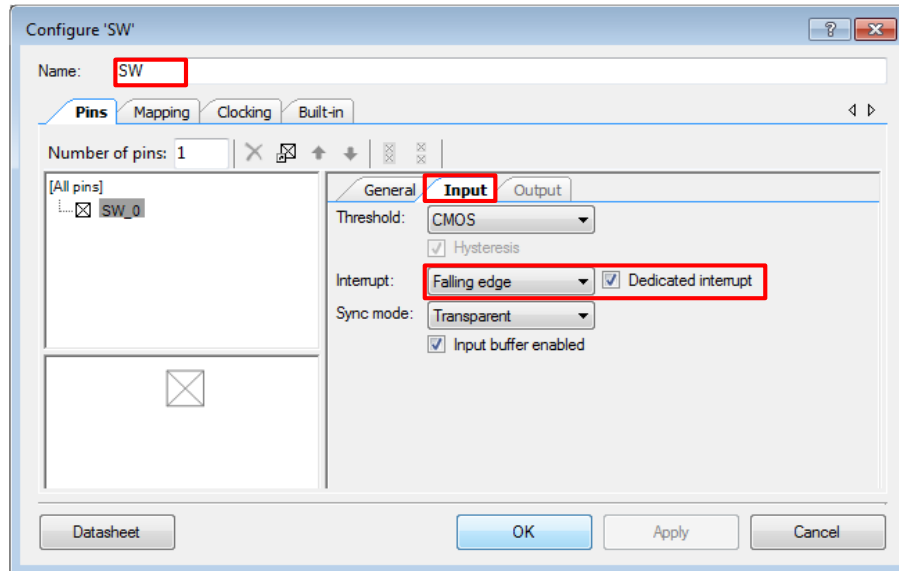 Configure 'SW'
Name: SW
Pins Mapping Clocking Built-in
Number of pins: 1
[All pins]
SW_0
General Input Output
Threshold: CMOS
Hysteresis
Interrupt: Falling edge Dedicated interrupt
Sync mode: Transparent
Input buffer enabled
Datasheet OK Apply Cancel